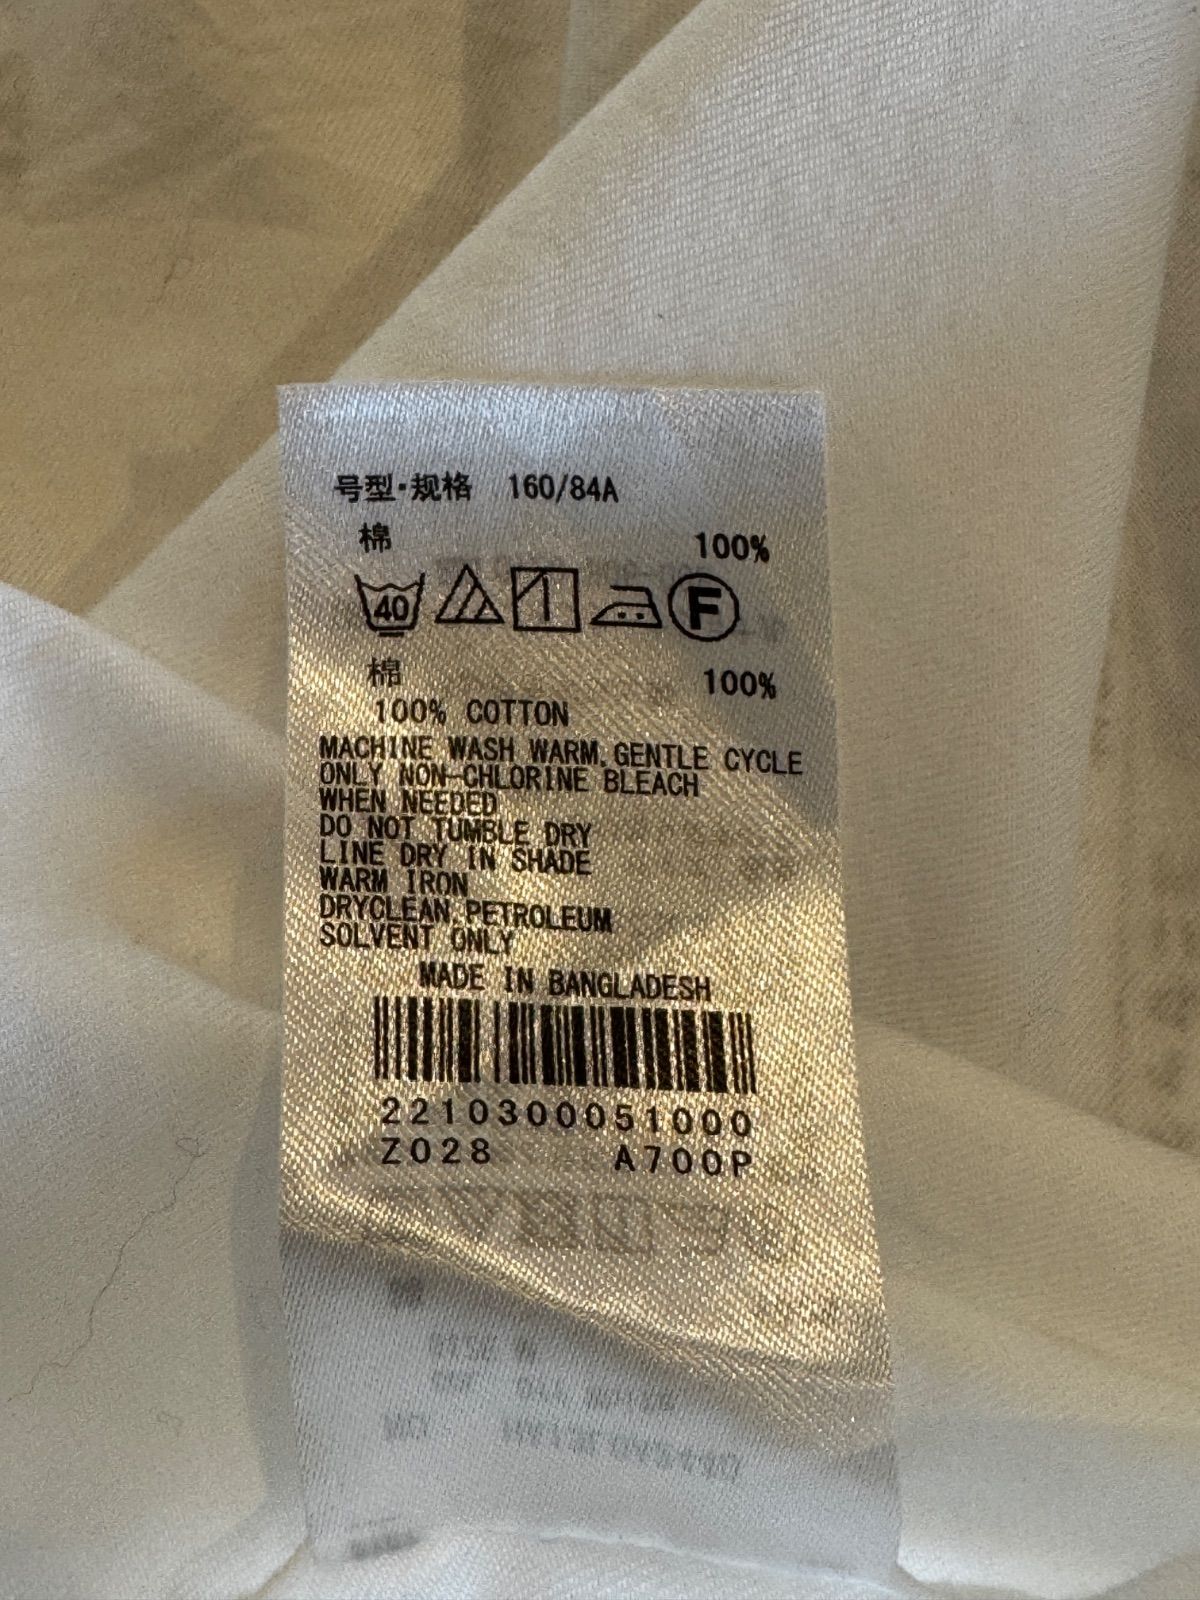 号型·规格 160/84A
棉 100%
40 F
棉 100%
100% COTTON
MACHINE WASH WARM, GENTLE CYCLE
ONLY NON-CHLORINE BLEACH
WHEN NEEDED
DO NOT TUMBLE DRY
LINE DRY IN SHADE
WARM IRON
DRYCLEAN, PETROLEUM
SOLVENT ONLY
MADE IN BANGLADESH
2210300051000
Z028 A700P